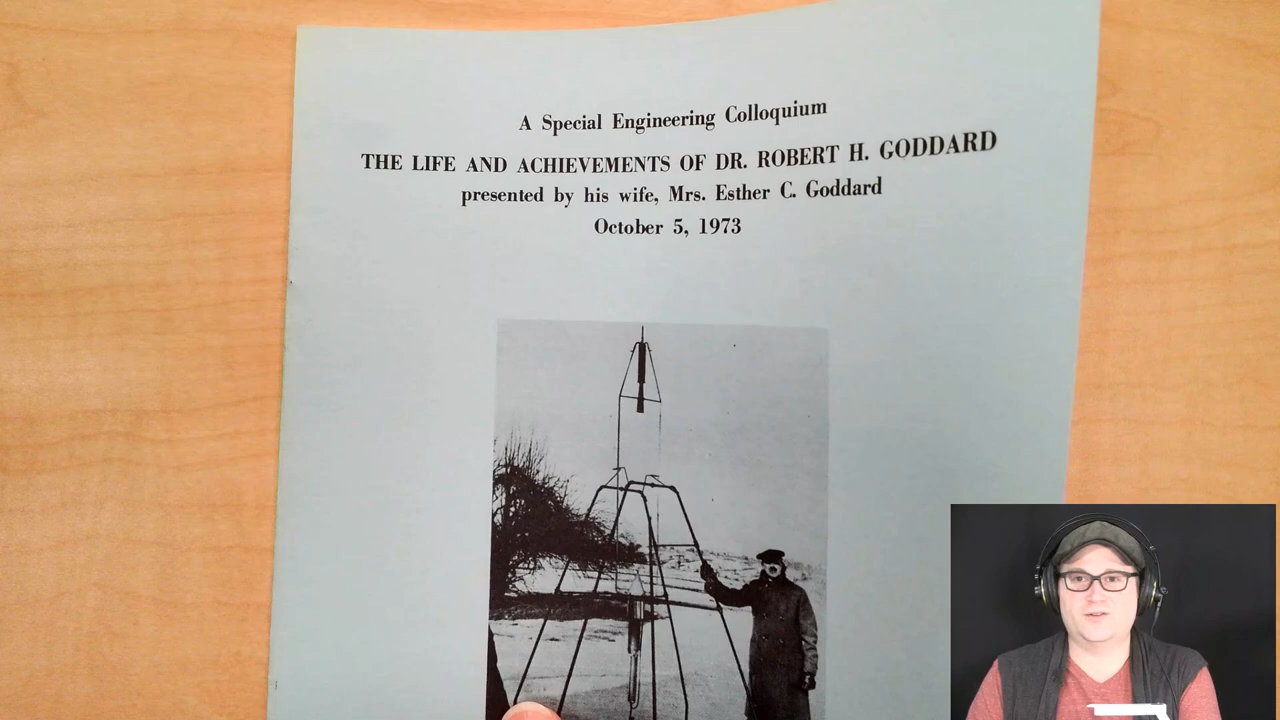 A Special Engineering Colloquium
THE LIFE AND ACHIEVEMENTS OF DR. ROBERT H. GODDARD
presented by his wife, Mrs. Esther C. Goddard
October 5, 1973